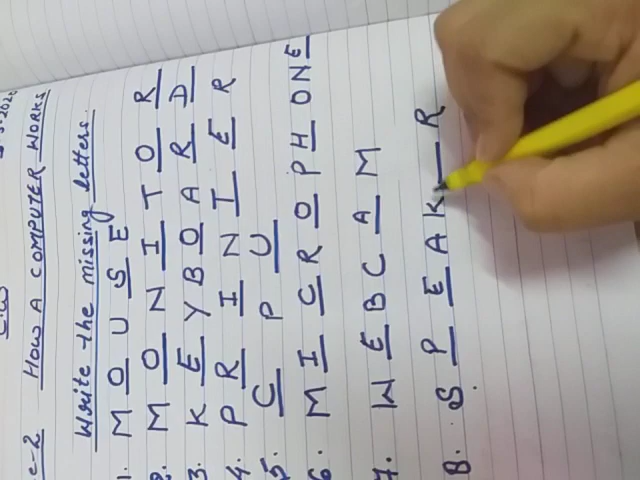 C.W
HOW A COMPUTER WORKS
Write the missing letters.
1. M O U S E
2. M O N I T O R
3. K E Y B O A R D
4. P R I N T E R
5. C P U
6. M I C R O P H O N E
7. W E B C A M
8. S P E A K _ R